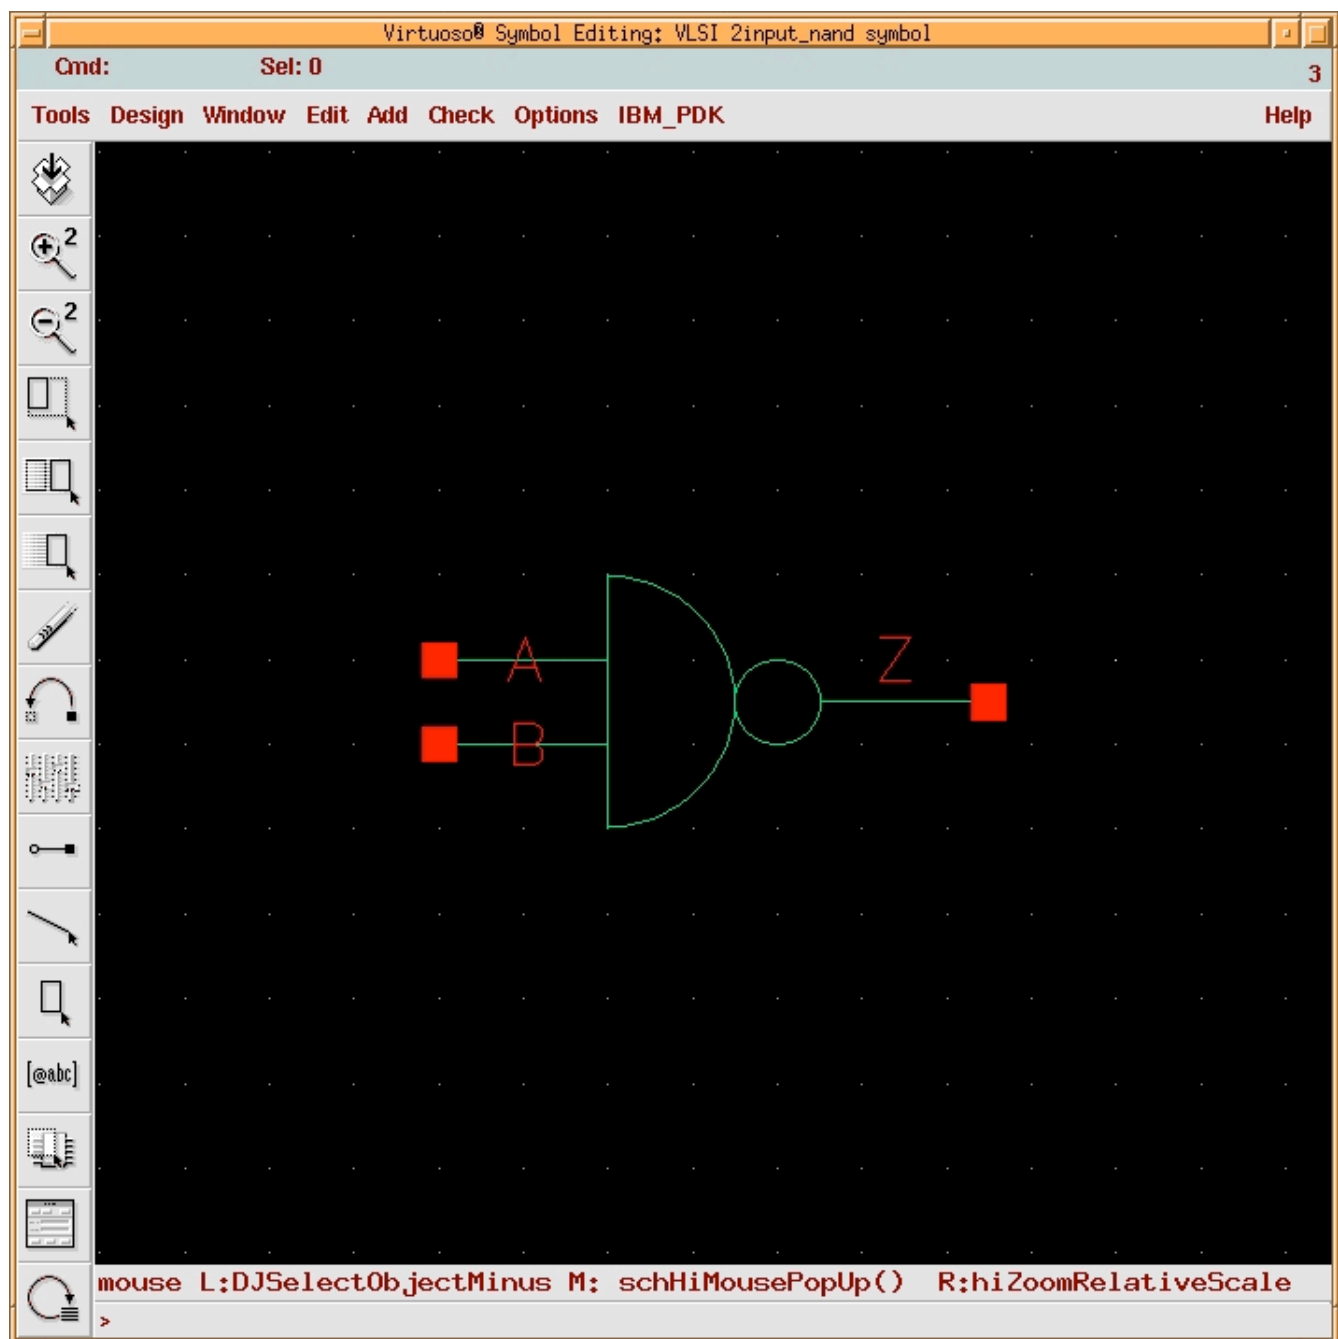 Virtuoso® Symbol Editing: VLSI 2input_nand symbol
Cmd: Sel: 0 3
Tools Design Window Edit Add Check Options IBM_PDK Help
2
2
A
Z
B
[@abc]
mouse L:DJSelectObjectMinus M: schHiMousePopUp() R:hiZoomRelativeScale
>